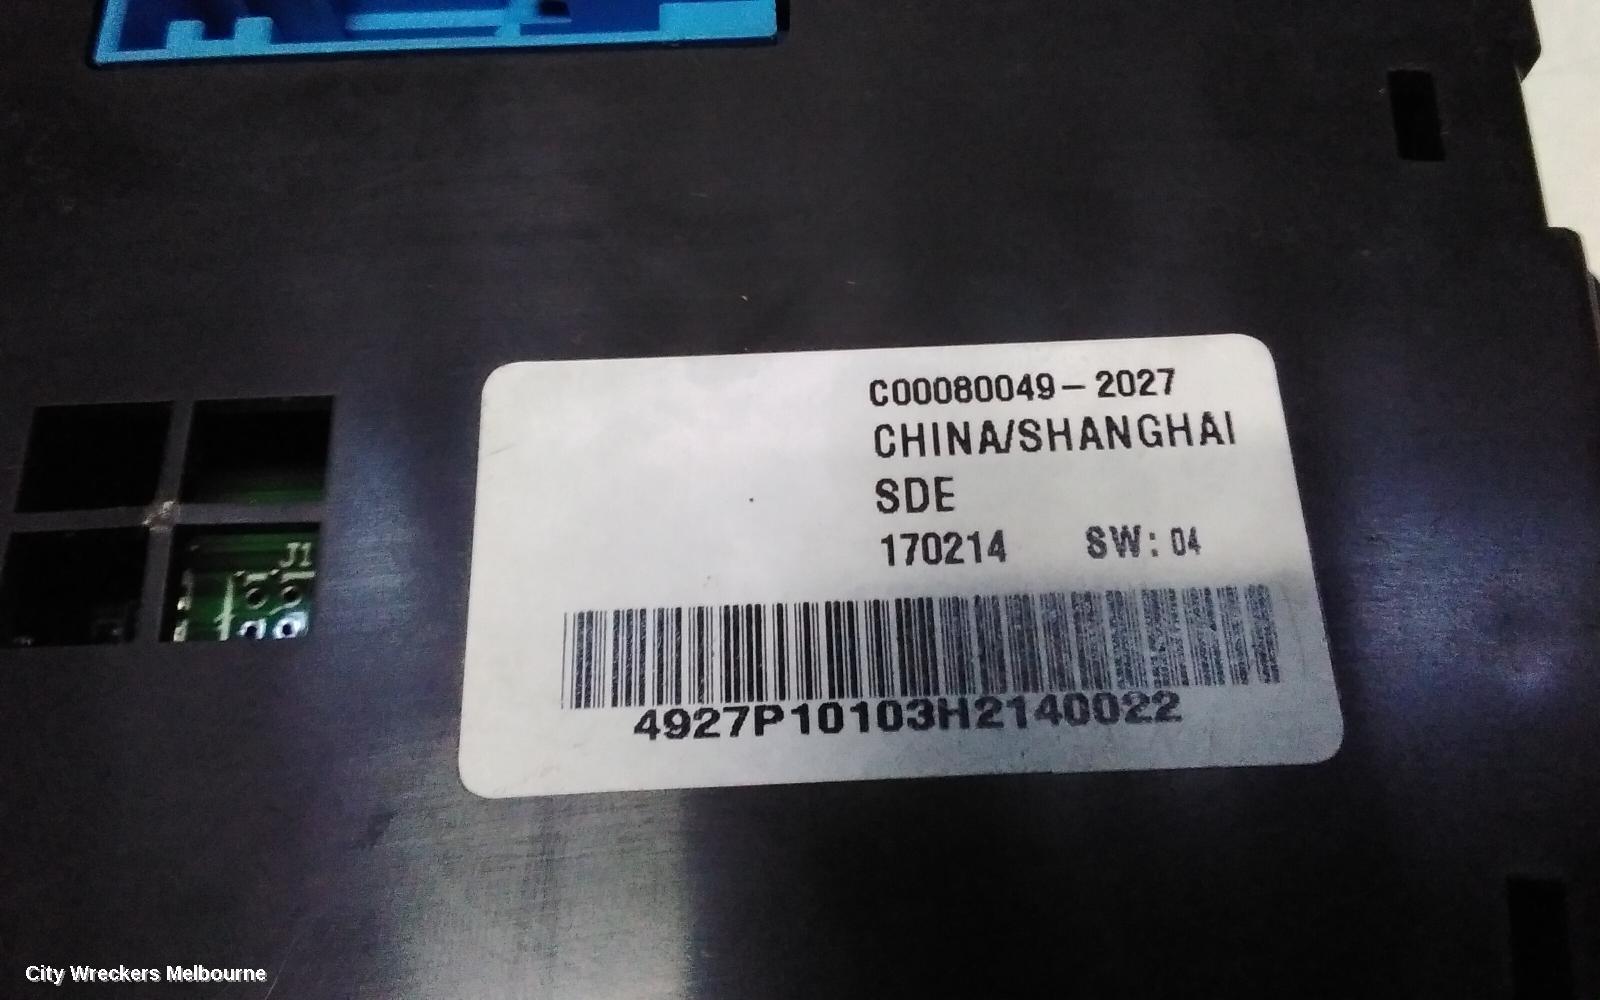 C00080049-2027
CHINA/SHANGHAI
SDE
170214 SW: 04
4927P10103H2140022
J1
City Wreckers Melbourne